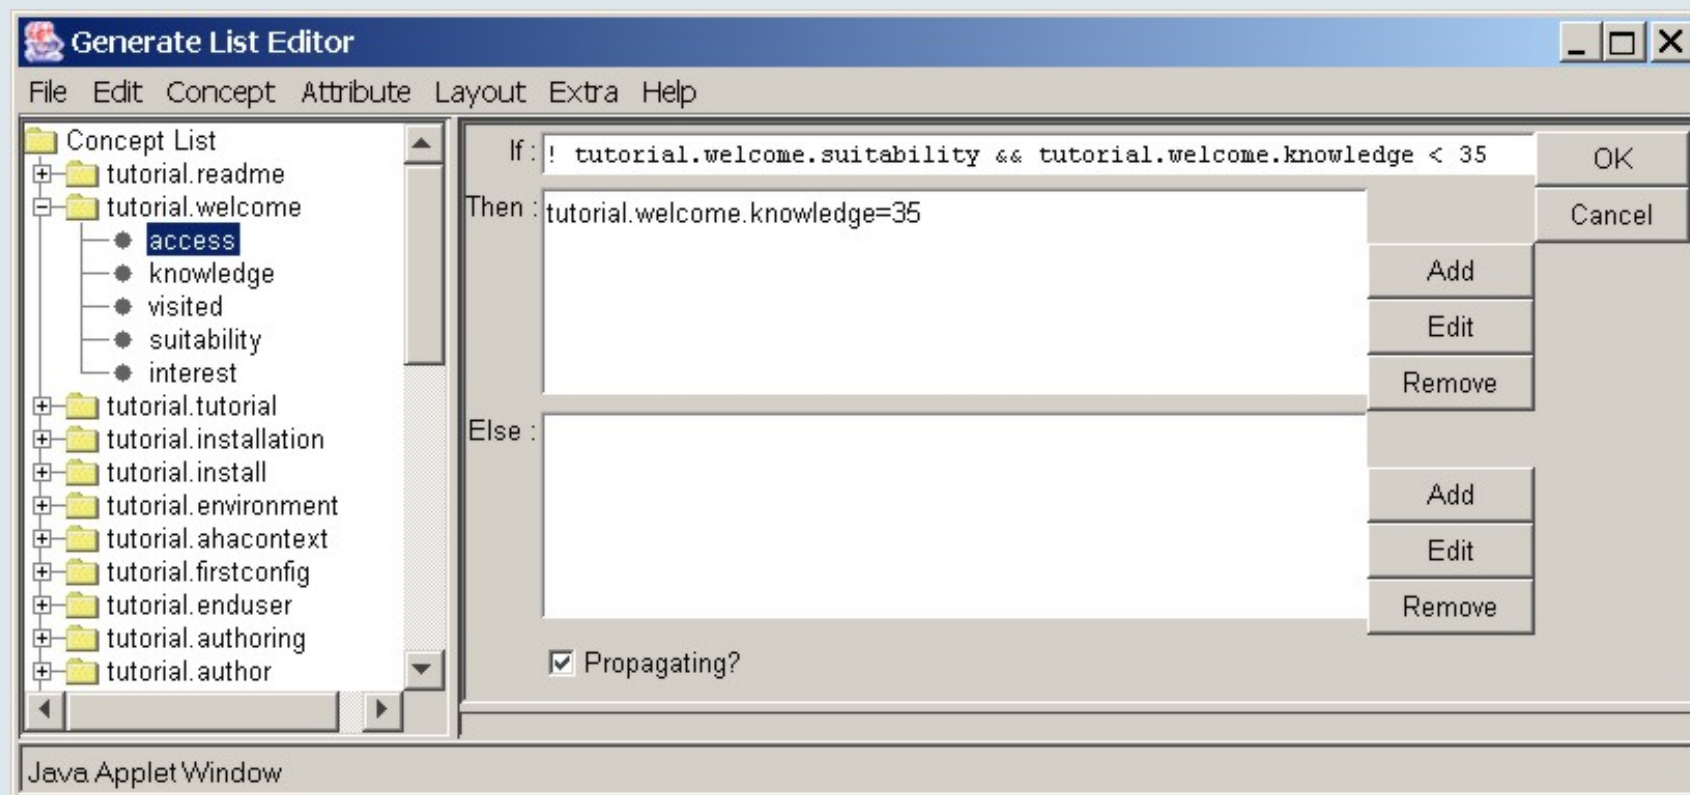 Generate List Editor
File Edit Concept Attribute Layout Extra Help
Concept List
tutorial.readme
tutorial.welcome
access
knowledge
visited
suitability
interest
tutorial.tutorial
tutorial.installation
tutorial.install
tutorial.environment
tutorial.ahacontext
tutorial.firstconfig
tutorial.enduser
tutorial.authoring
tutorial.author
If : ! tutorial.welcome.suitability && tutorial.welcome.knowledge < 35
OK
Then : tutorial.welcome.knowledge=35
Cancel
Add
Edit
Remove
Else :
Add
Edit
Remove
Propagating?
Java Applet Window